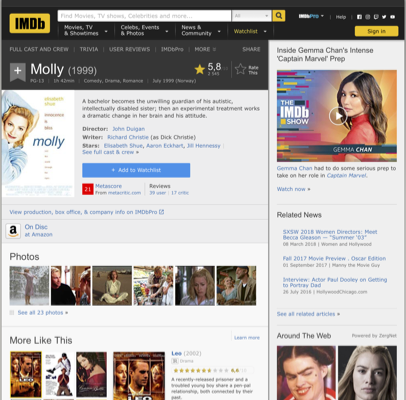 IMDb
Find Movies, TV shows, Celebrities and more...
All
IMDbPro
Help
Movies, TV
& Showtimes
Celebs, Events
& Photos
News &
Community
Watchlist
Sign in
FULL CAST AND CREW | TRIVIA | USER REVIEWS | IMDbPro | MORE
SHARE
Molly (1999)
PG-13 | 1h 42min | Comedy, Drama, Romance | July 1999 (Norway)
5,8
Rate
This
molly
A bachelor becomes the unwilling guardian of his autistic,
intellectually disabled sister; then an experimental treatment works
a dramatic change in her brain and his attitude.
Director: John Duigan
Writer: Richard Christie (as Dick Christie)
Stars: Elisabeth Shue, Aaron Eckhart, Jill Hennessy
See full cast & crew »
+ Add to Watchlist
21
Metascore
From metacritic.com
Reviews
39 user | 17 critic
View production, box office, & company info on IMDbPro
a
On Disc
at Amazon
Photos
See all 23 photos »
More Like This
Learn more
Leo (2002)
Drama
6,6
A recently-released prisoner and a
troubled young boy share a pen-pal
relationship, both connected by their
past.
Inside Gemma Chan's Intense
'Captain Marvel' Prep
THE
IMDb
SHOW
GEMMA CHAN
Gemma Chan had to do some serious prep to
take on her role in Captain Marvel.
Watch now »
Related News
SXSW 2018 Women Directors: Meet
Becca Gleason — "Summer '03"
08 March 2018 | Women and Hollywood
Fall 2017 Movie Preview . Oscar Edition
01 September 2017 | Manny the Movie Guy
Interview: Actor Paul Dooley on Getting
to Portray Dad
26 July 2016 | HollywoodChicago.com
See all related articles »
Around The Web
Powered by ZergNet